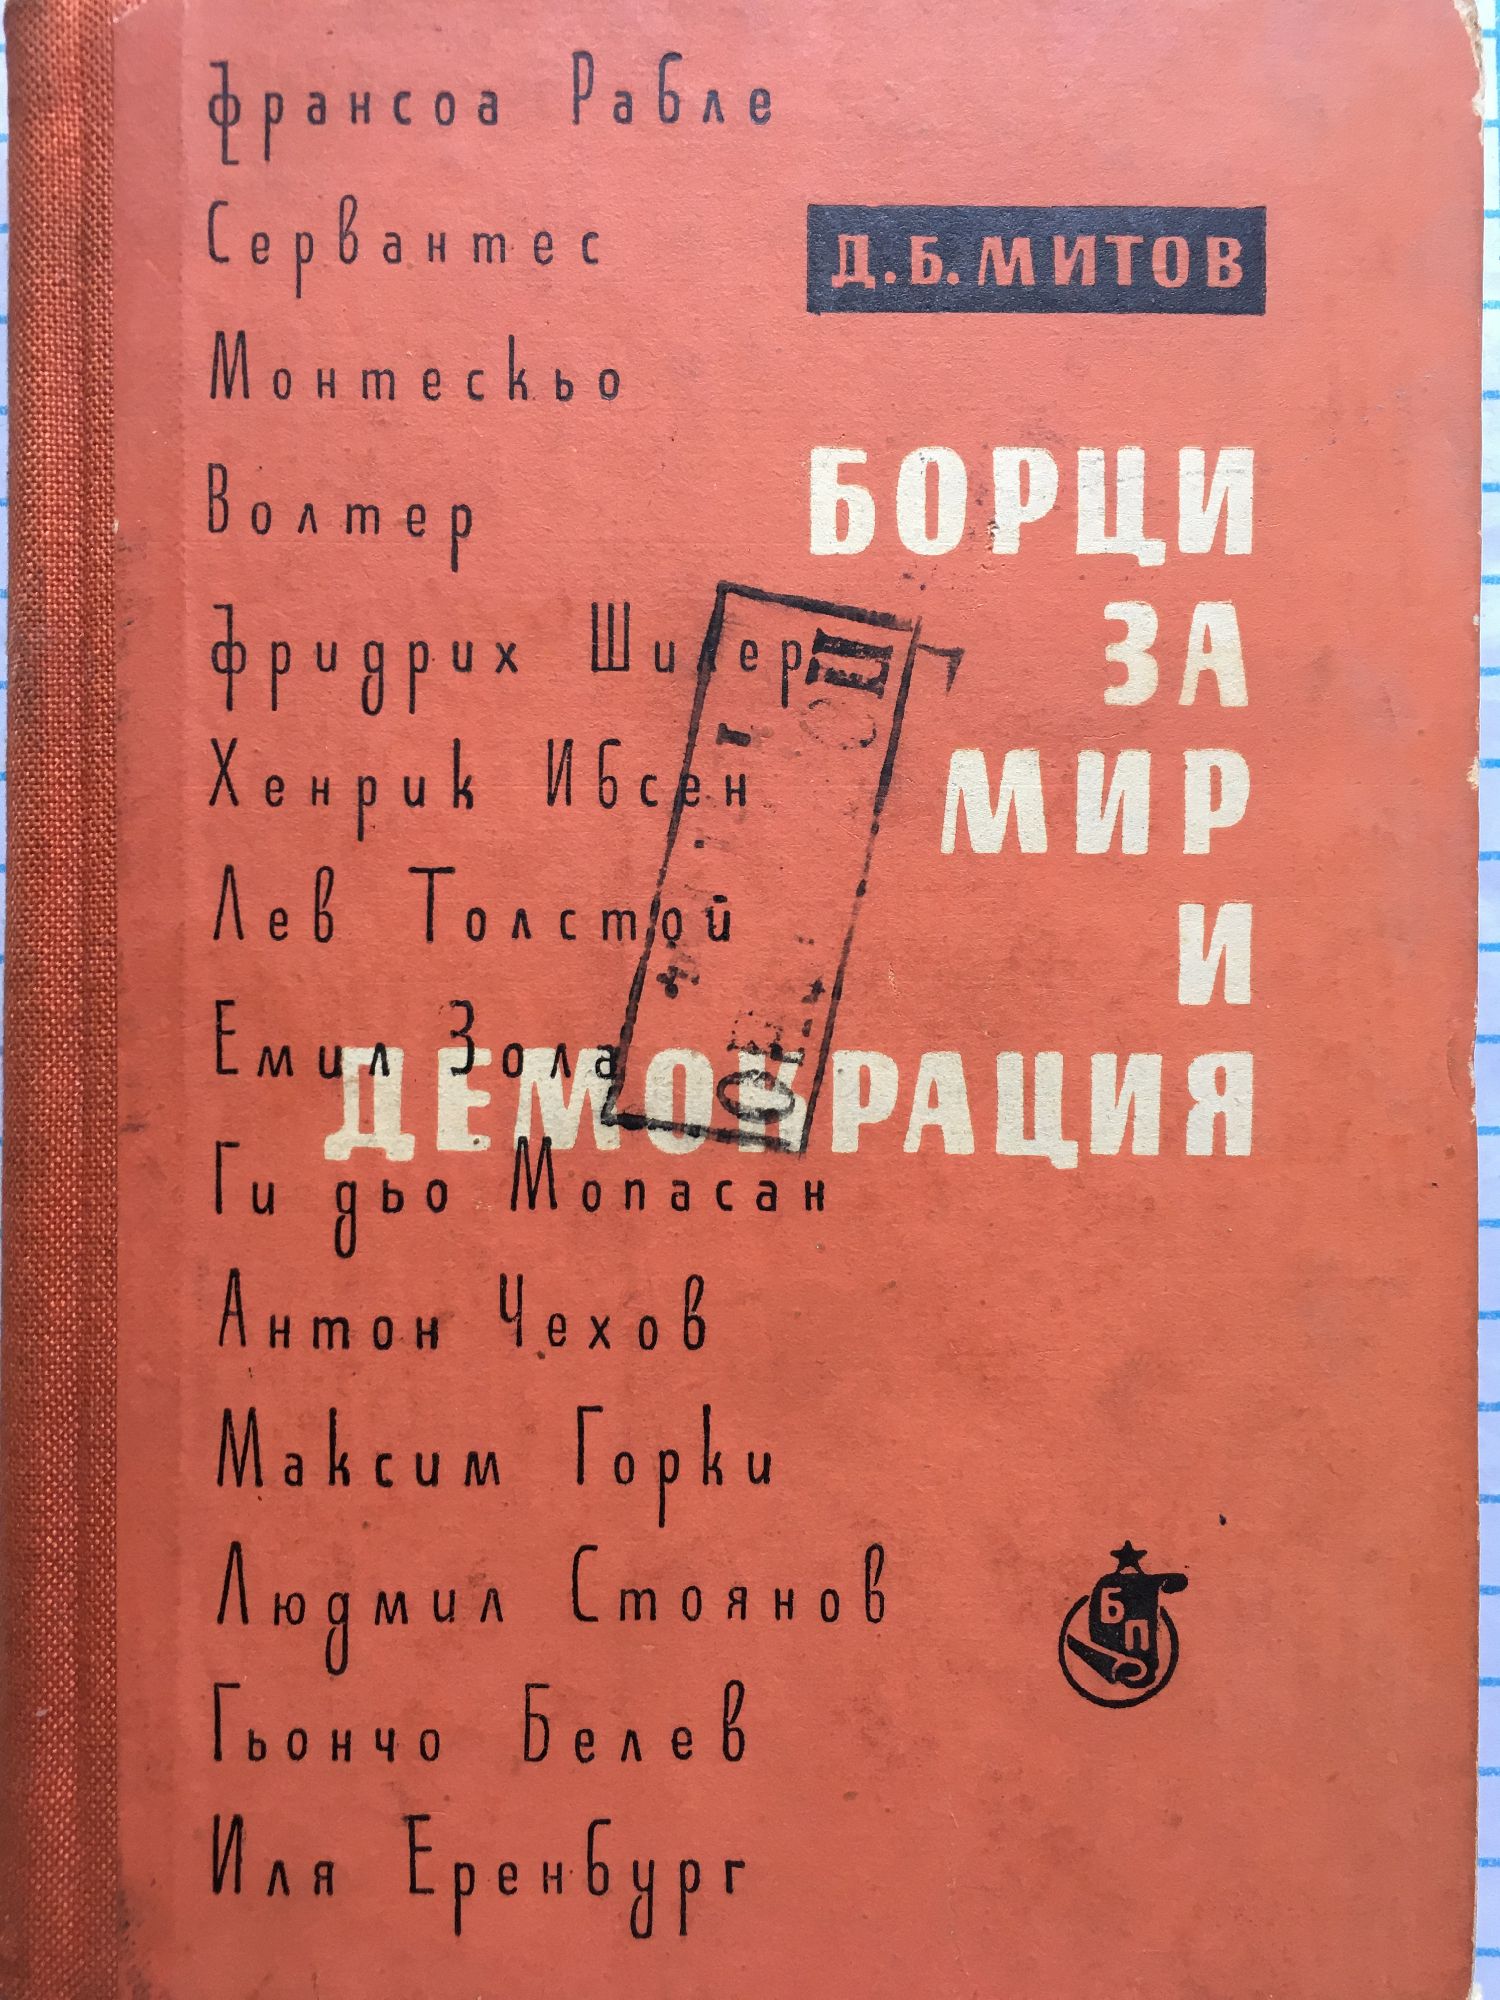 Франсоа Рабле
Сервантес
Монтескьо
Волтер
Фридрих Шилер
Хенрик Ибсен
Лев Толстой
Емил Зола
Ги дьо Мопасан
Антон Чехов
Максим Горки
Людмил Стоянов
Гьончо Белев
Иля Еренбург
Д.Б.МИТОВ
БОРЦИ
ЗА
МИР
И
ДЕМОКРАЦИЯ
БП